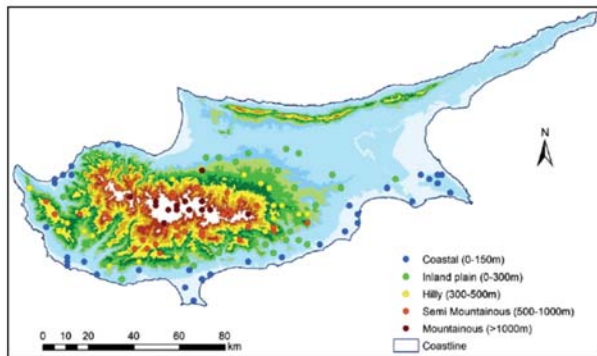 N
Coastal (0-150m)
Inland plain (0-300m)
Hilly (300-500m)
Semi Mountainous (500-1000m)
Mountainous (>1000m)
Coastline
0 10 20 40 60 80
km